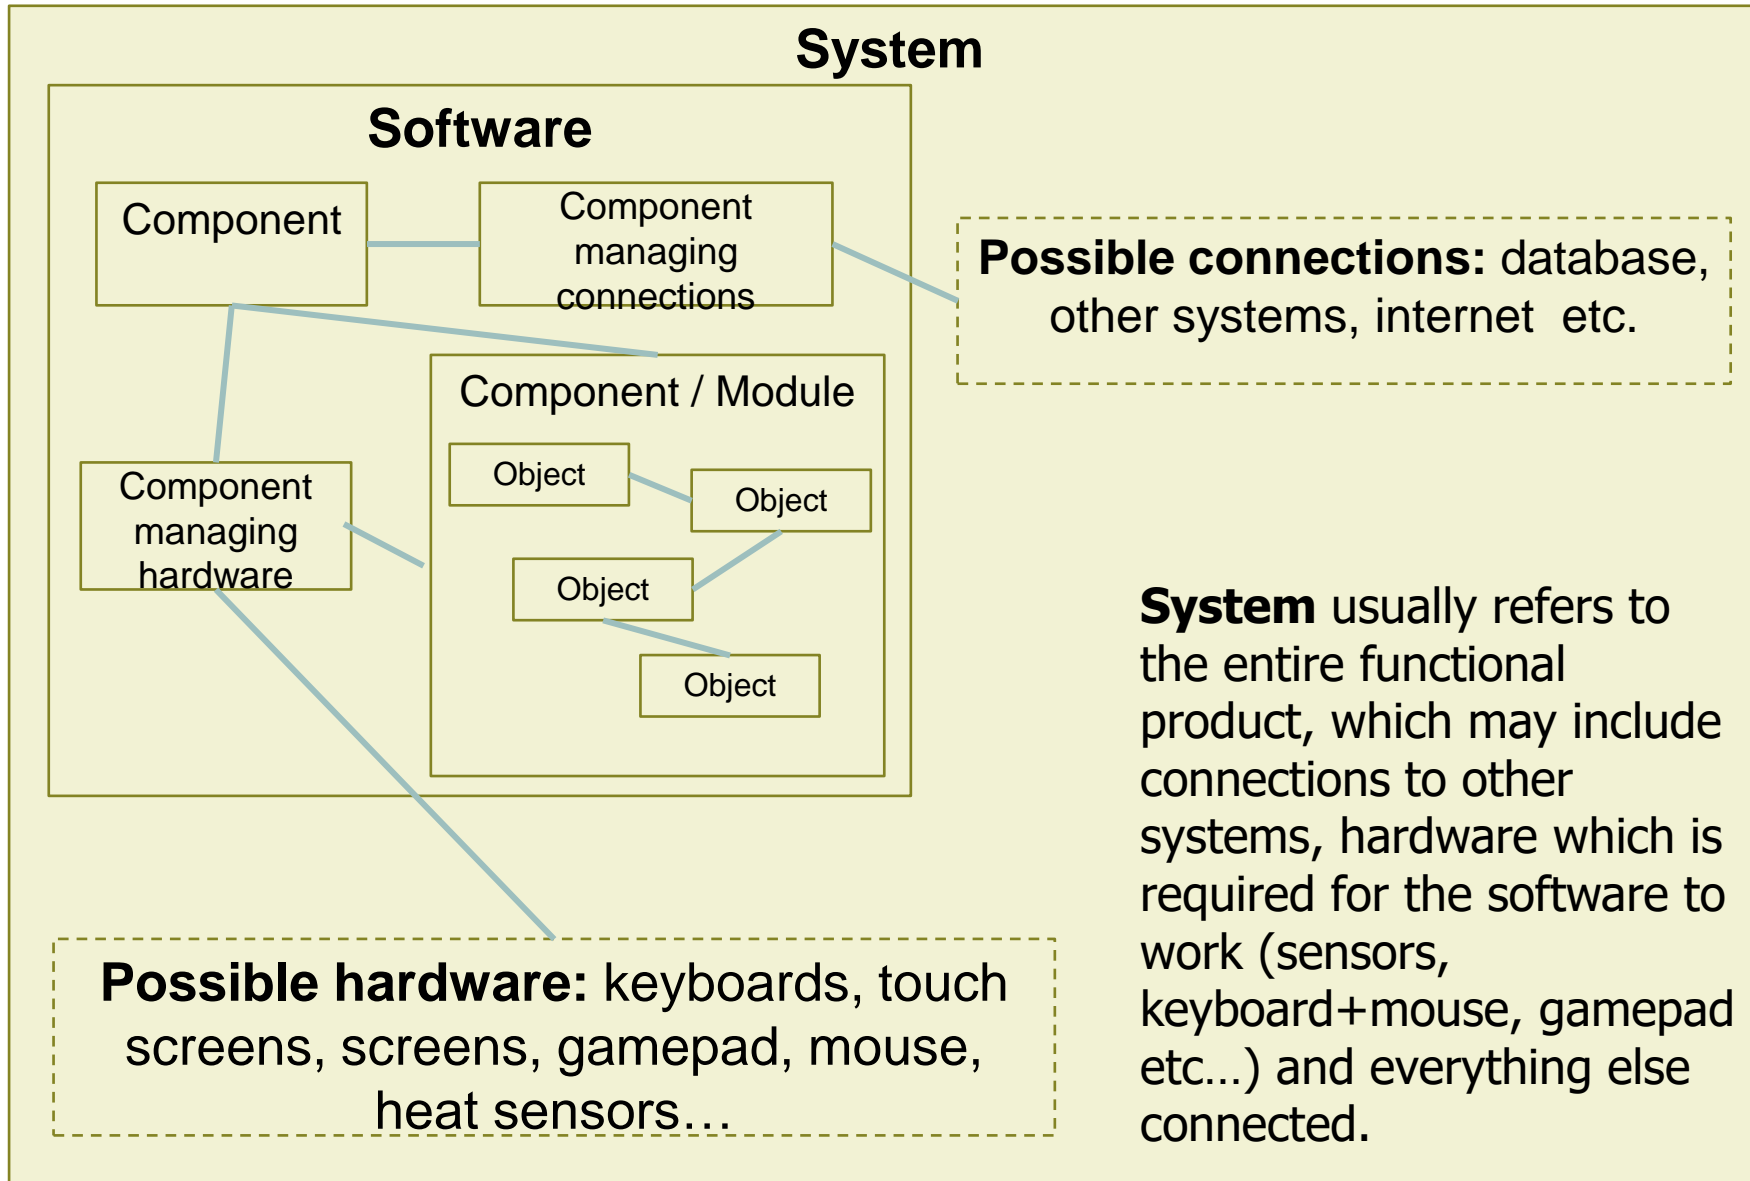 System
Software
Component
Component
managing
connections
Possible connections: database,
other systems, internet etc.
Component / Module
Object
Object
Object
Object
Component
managing
hardware
System usually refers to
the entire functional
product, which may include
connections to other
systems, hardware which is
required for the software to
work (sensors,
keyboard+mouse, gamepad
etc…) and everything else
connected.
Possible hardware: keyboards, touch
screens, screens, gamepad, mouse,
heat sensors…